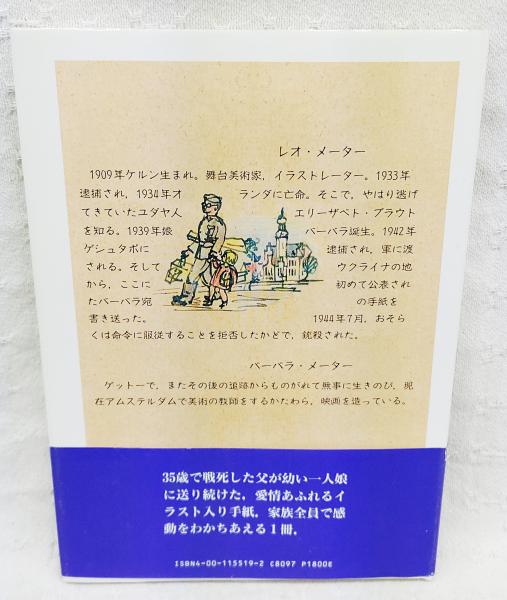 レオ・メーター
1909年ケルン生まれ。舞台美術家，イラストレーター。1933年
逮捕され，1934年オランダに亡命。そこで，やはり逃げ
てきていたユダヤ人エリーザベト・プラウト
を知る。1939年娘バーバラ誕生。1942年
ゲシュタポに逮捕され，軍に渡
される。そしてウクライナの地
から，ここに初めて公表され
たバーバラ宛の手紙を
書き送った。1944年7月，おそら
くは命令に服従することを拒否したかどで，銃殺された。
バーバラ・メーター
ゲットーで，またその後の追跡からものがれて無事に生きのび，現
在アムステルダムで美術の教師をするかたわら，映画を造っている。
35歳で戦死した父が幼い一人娘
に送り続けた，愛情あふれるイ
ラスト入り手紙。家族全員で感
動をわかちあえる1冊．
ISBN4-00-115519-2 C8097 P1800E